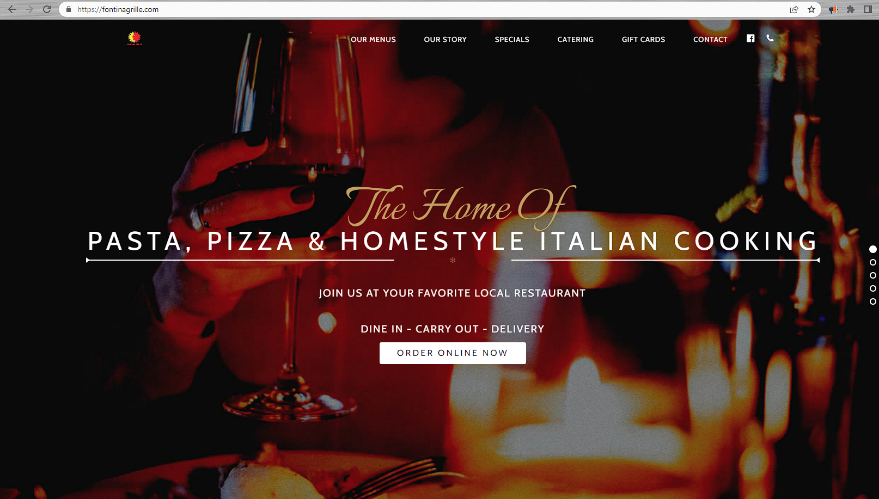 https://fontinagrille.com
OUR MENUS OUR STORY SPECIALS CATERING GIFT CARDS CONTACT
The Home Of
PASTA, PIZZA & HOMESTYLE ITALIAN COOKING
JOIN US AT YOUR FAVORITE LOCAL RESTAURANT
DINE IN - CARRY OUT - DELIVERY
ORDER ONLINE NOW